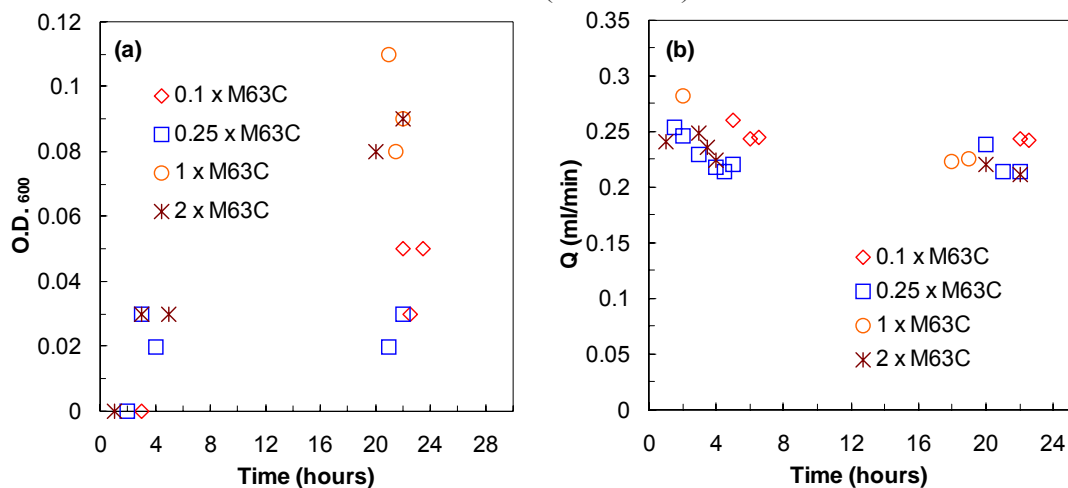 (a)
0.12
0.1
0.08
0.06
0.04
0.02
0
O.D. 600
0.1 x M63C
0.25 x M63C
1 x M63C
2 x M63C
0 4 8 12 16 20 24 28
Time (hours)
(b)
0.35
0.3
0.25
0.2
0.15
0.1
0.05
0
Q (ml/min)
0.1 x M63C
0.25 x M63C
1 x M63C
2 x M63C
0 4 8 12 16 20 24
Time (hours)